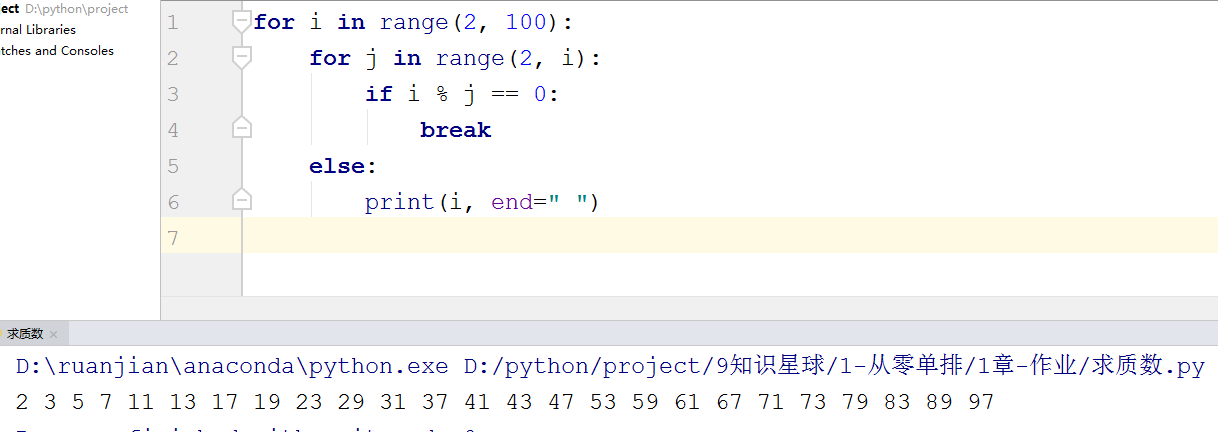 ect D:\python\project
rnal Libraries
tches and Consoles
1 for i in range(2, 100):
2     for j in range(2, i):
3         if i % j == 0:
4             break
5     else:
6         print(i, end=" ")
7
求质数 ×
D:\ruanjian\anaconda\python.exe D:/python/project/9知识星球/1-从零单排/1章-作业/求质数.py
2 3 5 7 11 13 17 19 23 29 31 37 41 43 47 53 59 61 67 71 73 79 83 89 97